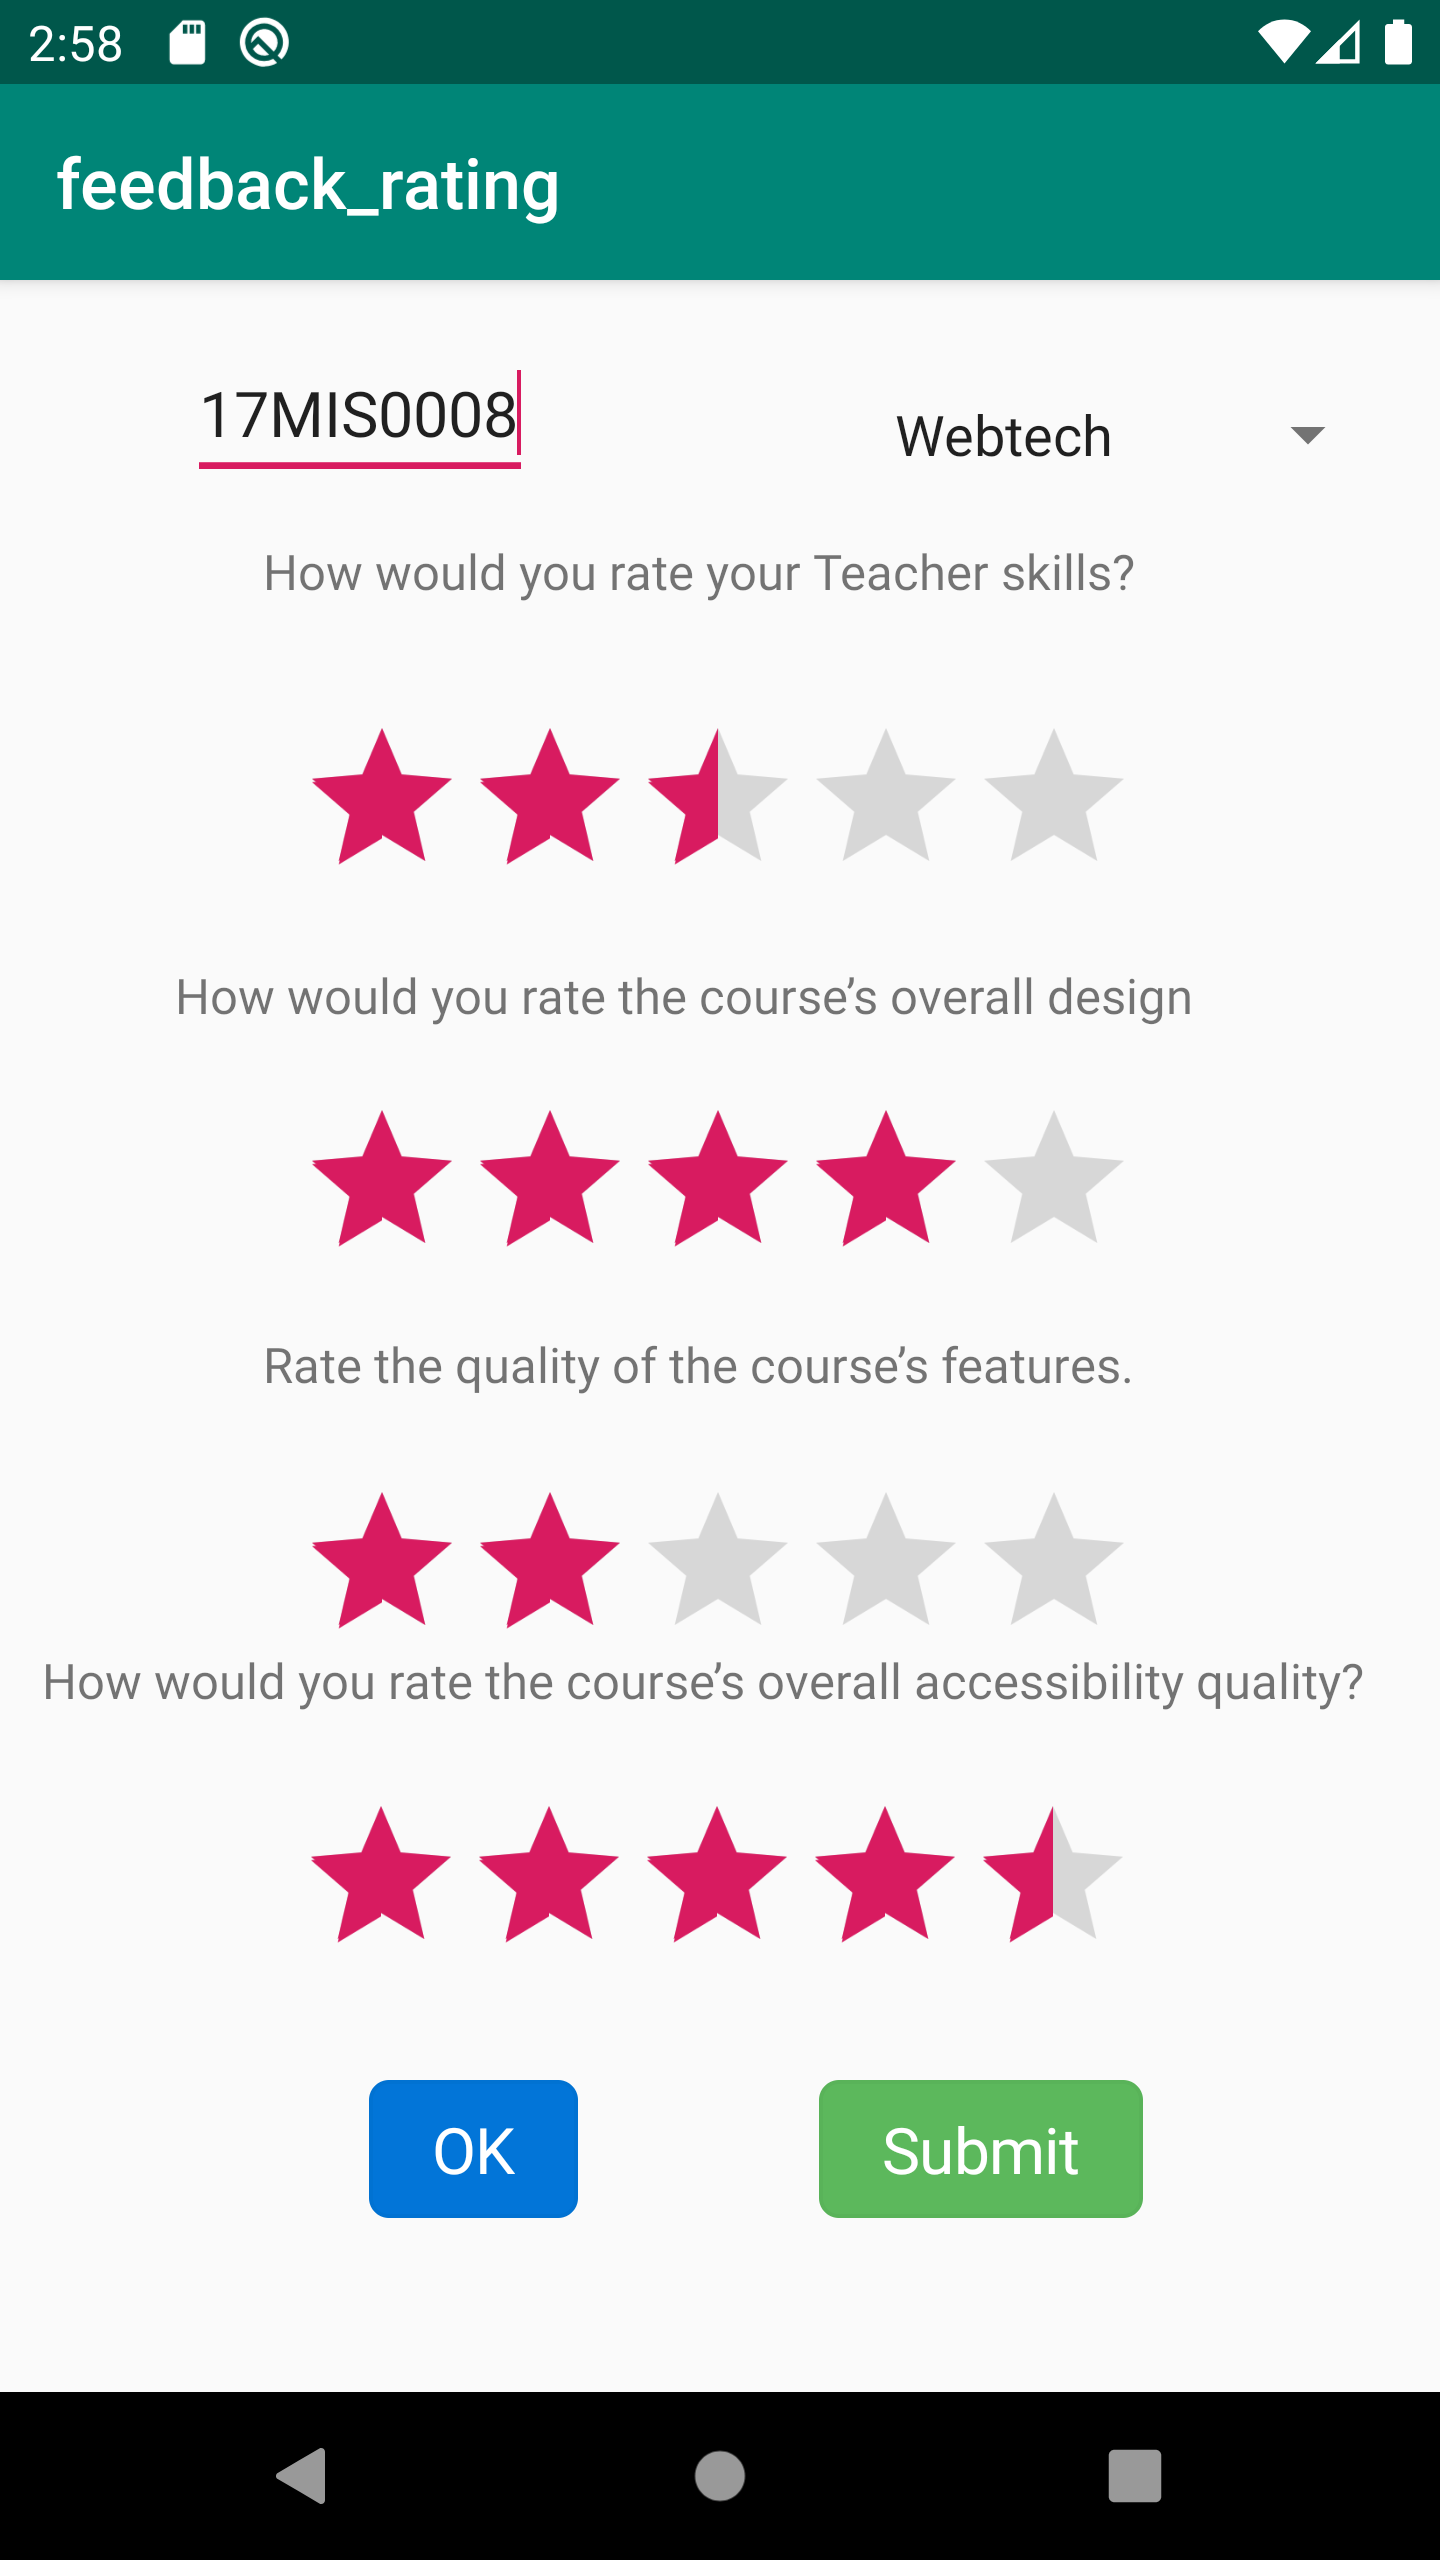 2:58
feedback_rating
17MIS0008
Webtech
How would you rate your Teacher skills?
How would you rate the course’s overall design
Rate the quality of the course’s features.
How would you rate the course’s overall accessibility quality?
OK
Submit